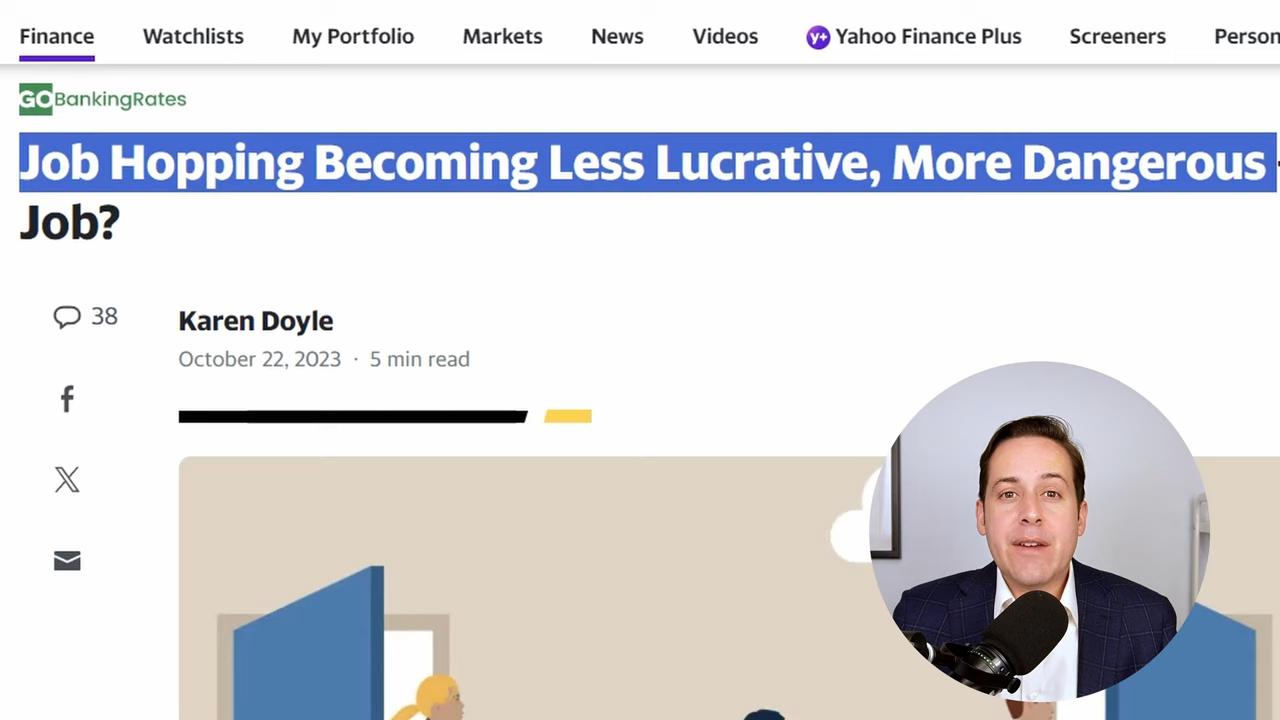 Finance Watchlists My Portfolio Markets News Videos y+ Yahoo Finance Plus Screeners Person
GOBankingRates
Job Hopping Becoming Less Lucrative, More Dangerous
Job?
38
Karen Doyle
October 22, 2023 · 5 min read